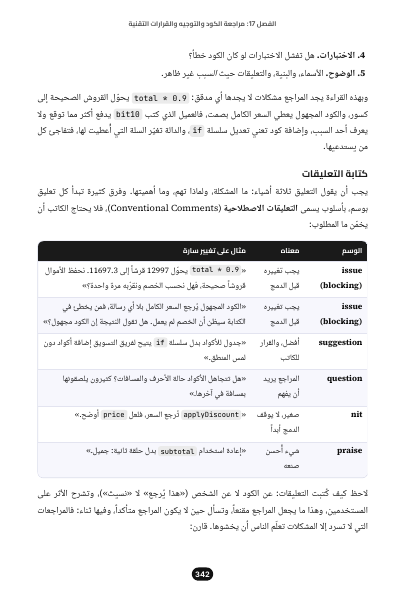 الفصل 17: مراجعة الكود والتوجيه والقرارات التقنية
4. الاختبارات. هل تفشل الاختبارات لو كان الكود خطأ؟
5. الوضوح. الأسماء، والبنية، والتعليقات حيث السبب غير ظاهر.
وبهذه القراءة يجد المراجع مشكلات لا يجدها أي مدقق: total * 0.9 يحوّل القروش الصحيحة إلى
كسور، والكود المجهول يعطي السعر الكامل بصمت، فالعميل الذي كتب bit10 يدفع أكثر مما توقع ولا
يعرف أحد السبب، وإضافة كود تعني تعديل سلسلة if، والدالة تغيّر السلة التي أُعطيت لها، فتفاجئ كل
من يستدعيها.
كتابة التعليقات
يجب أن يقول التعليق ثلاثة أشياء: ما المشكلة، ولماذا تهم، وما أهميتها. وفرق كثيرة تبدأ كل تعليق
بوسم، بأسلوب يسمى التعليقات الاصطلاحية (Conventional Comments)، فلا يحتاج الكاتب أن
يخمّن ما المطلوب:
الوسم معناه مثال على تغيير سارة
issue يجب تغييره «total * 0.9 يحوّل 12997 قرشاً إلى 11697.3. نحفظ الأموال
(blocking) قبل الدمج قروشاً صحيحة، فهل نحسب الخصم ونقرّبه مرة واحدة؟»
issue يجب تغييره «الكود المجهول يُرجع السعر الكامل بلا أي رسالة، فمن يخطئ في
(blocking) قبل الدمج الكتابة سيظن أن الخصم لم يعمل. هل نقول النتيجة إن الكود مجهول؟»
suggestion أفضل، والقرار «جدول للأكواد بدل سلسلة if يتيح لفريق التسويق إضافة أكواد دون
للكاتب لمس المنطق.»
question المراجع يريد «هل نتجاهل الأكواد حالة الأحرف والمسافات؟ كثيرون يلصقونها
أن يفهم بمسافة في آخرها.»
nit صغير، لا يوقف «applyDiscount تُرجع السعر، فلعل price أوضح.»
الدمج أبداً
praise شيء أحسن «إعادة استخدام subtotal بدل حلقة ثانية: جميل.»
صنعه
لاحظ كيف كُتبت التعليقات: عن الكود لا عن الشخص («هذا يُرجع» لا «نسيتَ»)، وتشرح الأثر على
المستخدمين، وهذا ما يجعل المراجع مقنعاً، وتسأل حين لا يكون المراجع متأكداً، وفيها ثناء: فالمراجعات
التي لا تسرد إلا المشكلات تعلّم الناس أن يخشوها. قارن:
342